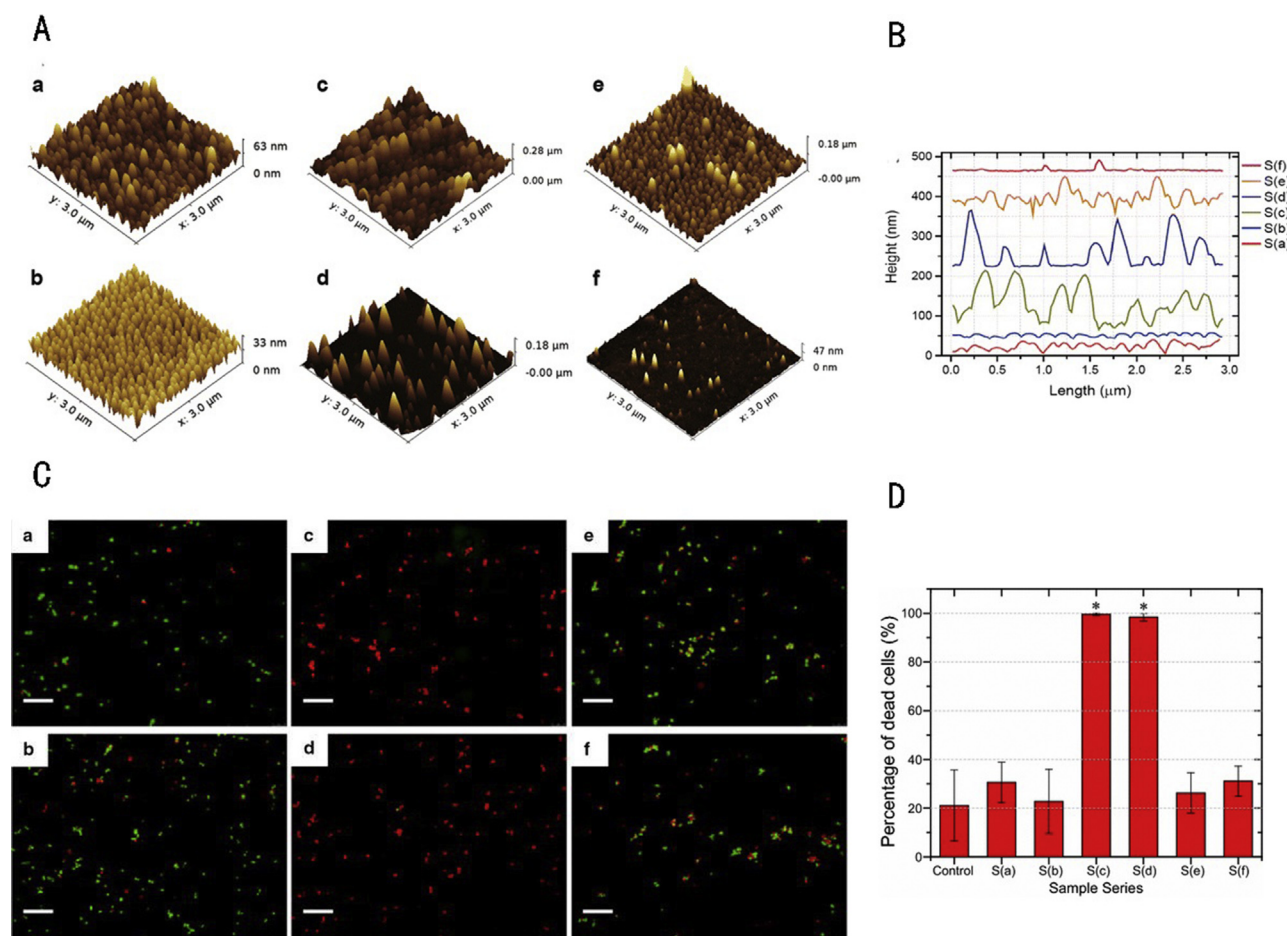 A
a
63 nm
0 nm
y: 3.0 µm
x: 3.0 µm
c
0.28 µm
0.00 µm
y: 3.0 µm
x: 3.0 µm
e
0.18 µm
-0.00 µm
y: 3.0 µm
x: 3.0 µm
b
33 nm
0 nm
y: 3.0 µm
x: 3.0 µm
d
0.18 µm
-0.00 µm
y: 3.0 µm
x: 3.0 µm
f
47 nm
0 nm
y: 3.0 µm
x: 3.0 µm
B
Height (nm)
500
400
300
200
100
0
0.0 0.5 1.0 1.5 2.0 2.5 3.0
Length (µm)
S(f)
S(e)
S(d)
S(c)
S(b)
S(a)
C
a
c
e
b
d
f
D
Percentage of dead cells (%)
100
80
60
40
20
0
* *
Control S(a) S(b) S(c) S(d) S(e) S(f)
Sample Series